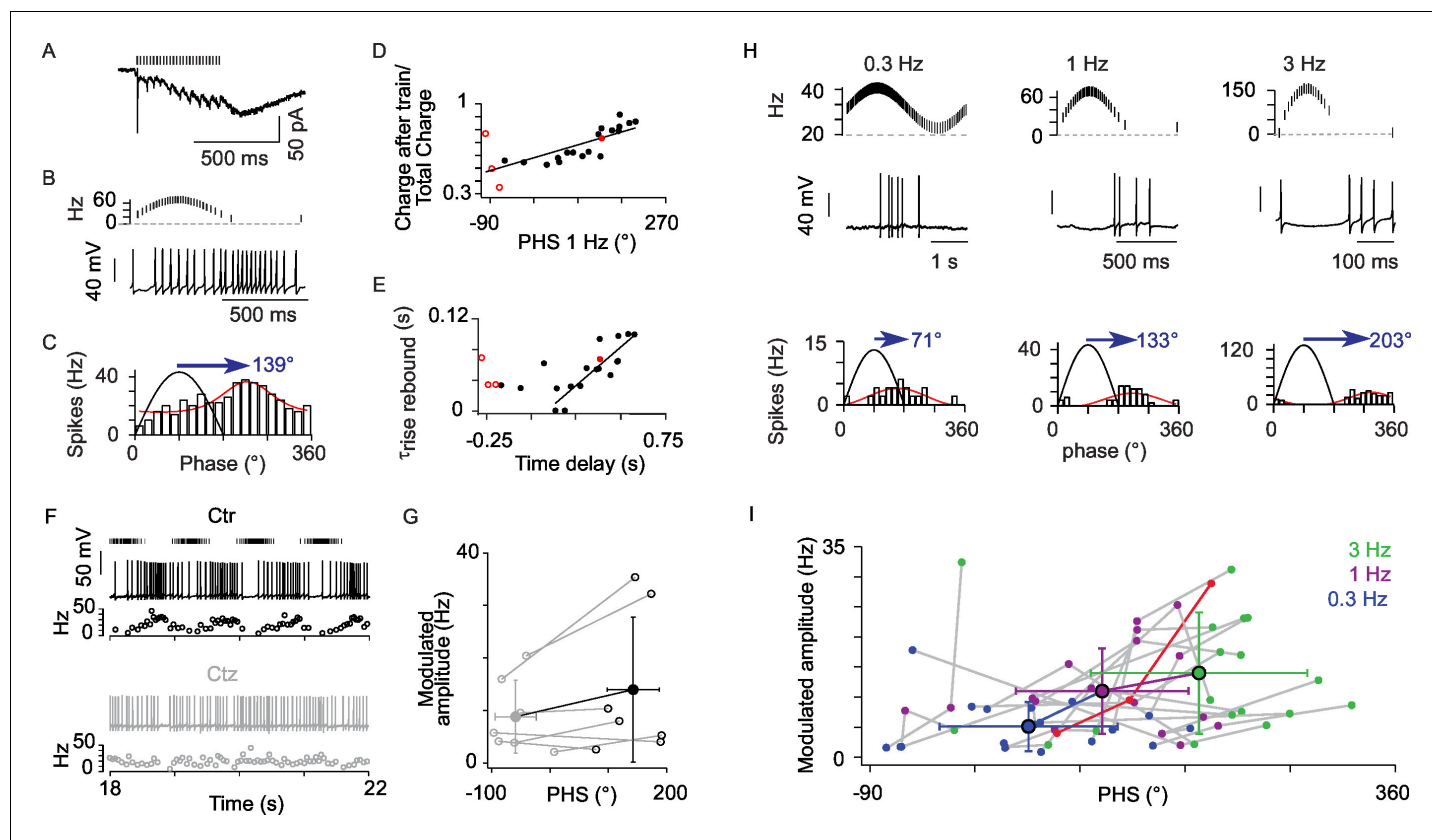 A
500 ms
50 pA
B
Hz
60
0
40 mV
500 ms
C
Spikes (Hz)
40
0
139°
0
360
Phase (°)
D
Charge after train/
Total Charge
1
0.3
-90
270
PHS 1 Hz (°)
E
τrise rebound (s)
0.12
0
-0.25
0.75
Time delay (s)
F
Ctr
50 mV
Hz
50
0
Ctz
Hz
50
0
18
22
Time (s)
G
Modulated
amplitude (Hz)
40
0
-100
200
PHS (°)
H
0.3 Hz
1 Hz
3 Hz
Hz
40
20
60
0
150
0
40 mV
1 s
500 ms
100 ms
Spikes (Hz)
15
0
71°
0
360
40
0
133°
0
360
120
0
203°
0
360
phase (°)
I
Modulated amplitude (Hz)
35
0
3 Hz
1 Hz
0.3 Hz
-90
360
PHS (°)